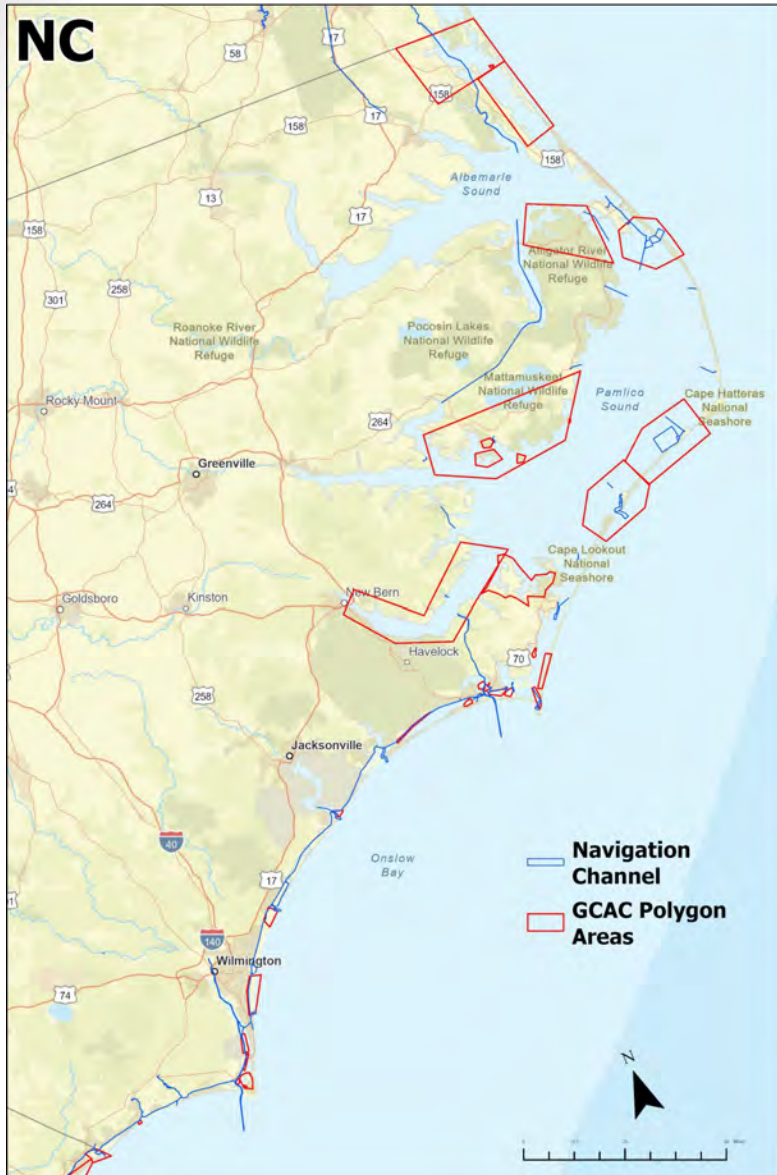 NC
17
58
158
17
158
158
Albemarle
Sound
13
17
158
Alligator River
National Wildlife
Refuge
301
258
Roanoke River
National Wildlife
Refuge
Pocosin Lakes
National Wildlife
Refuge
Mattamuskeet
National Wildlife
Refuge
Pamlico
Sound
Cape Hatteras
National
Seashore
Rocky Mount
264
Greenville
264
Cape Lookout
National
Seashore
New Bern
Goldsboro
Kinston
Havelock
70
258
Jacksonville
40
Onslow
Bay
Navigation
Channel
17
GCAC Polygon
Areas
140
Wilmington
74
N
0